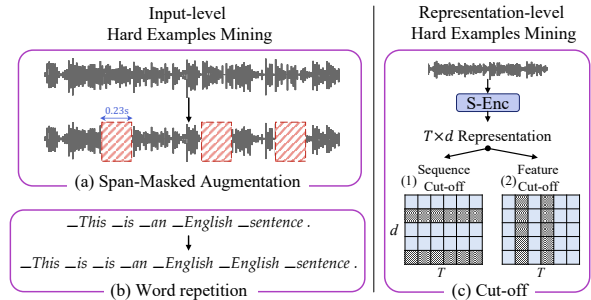 Input-level
Hard Examples Mining
0.23s
(a) Span-Masked Augmentation
_This _is _an _English _sentence .
_This _is _is _an _English _English _sentence .
(b) Word repetition
Representation-level
Hard Examples Mining
S-Enc
T×d Representation
Sequence
Cut-off
(1)
Feature
Cut-off
(2)
d
T
T
(c) Cut-off